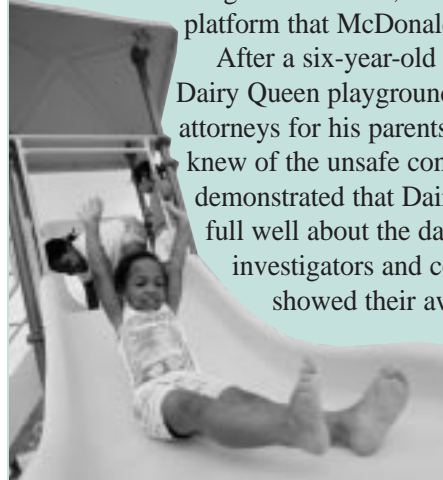 platform that McDonal
After a six-year-old
Dairy Queen playground
attorneys for his parents
knew of the unsafe con
demonstrated that Dai
full well about the da
investigators and c
showed their av